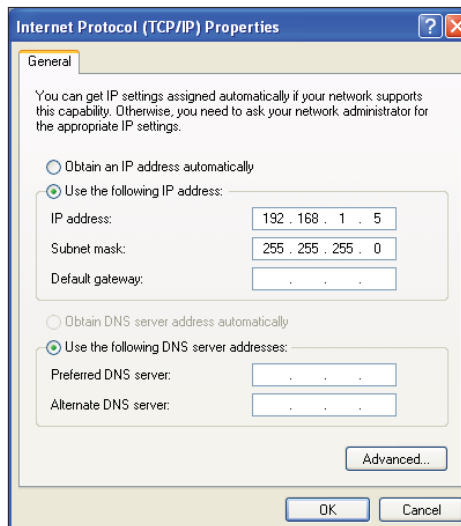 Internet Protocol (TCP/IP) Properties
General
You can get IP settings assigned automatically if your network supports
this capability. Otherwise, you need to ask your network administrator for
the appropriate IP settings.
Obtain an IP address automatically
Use the following IP address:
IP address: 192 . 168 . 1 . 5
Subnet mask: 255 . 255 . 255 . 0
Default gateway: . . .
Obtain DNS server address automatically
Use the following DNS server addresses:
Preferred DNS server: . . .
Alternate DNS server: . . .
Advanced...
OK Cancel